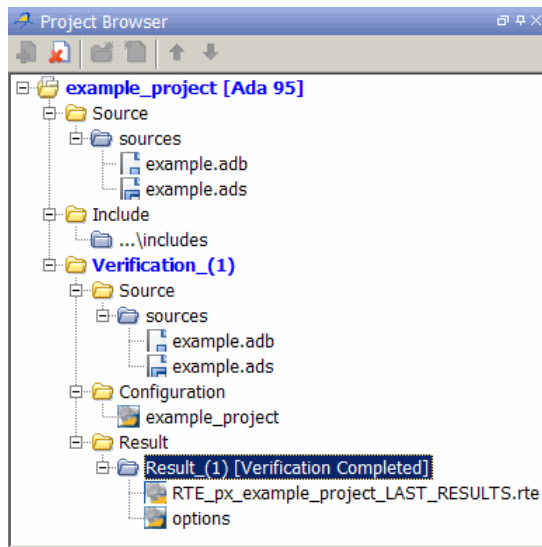 Project Browser
example_project [Ada 95]
Source
sources
example.adb
example.ads
Include
...\includes
Verification_(1)
Source
sources
example.adb
example.ads
Configuration
example_project
Result
Result_(1) [Verification Completed]
RTE_px_example_project_LAST_RESULTS.rte
options